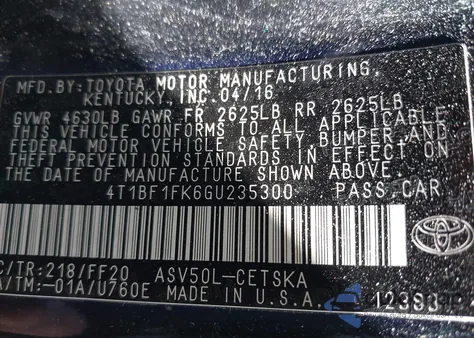 MFD. BY: TOYOTA MOTOR MANUFACTURING,
KENTUCKY, INC. 04/16
GVWR 4630LB GAWR FR 2625LB RR 2625LB
THIS VEHICLE CONFORMS TO ALL APPLICABLE
FEDERAL MOTOR VEHICLE SAFETY, BUMPER, AND
THEFT PREVENTION STANDARDS IN EFFECT ON
THE DATE OF MANUFACTURE SHOWN ABOVE.
4T1BF1FK6GU235300 PASS. CAR
C/TR: 218/FF20 ASV50L-CETSKA
A/TM: -01A/U760E MADE IN U.S.A.
TOYOTA